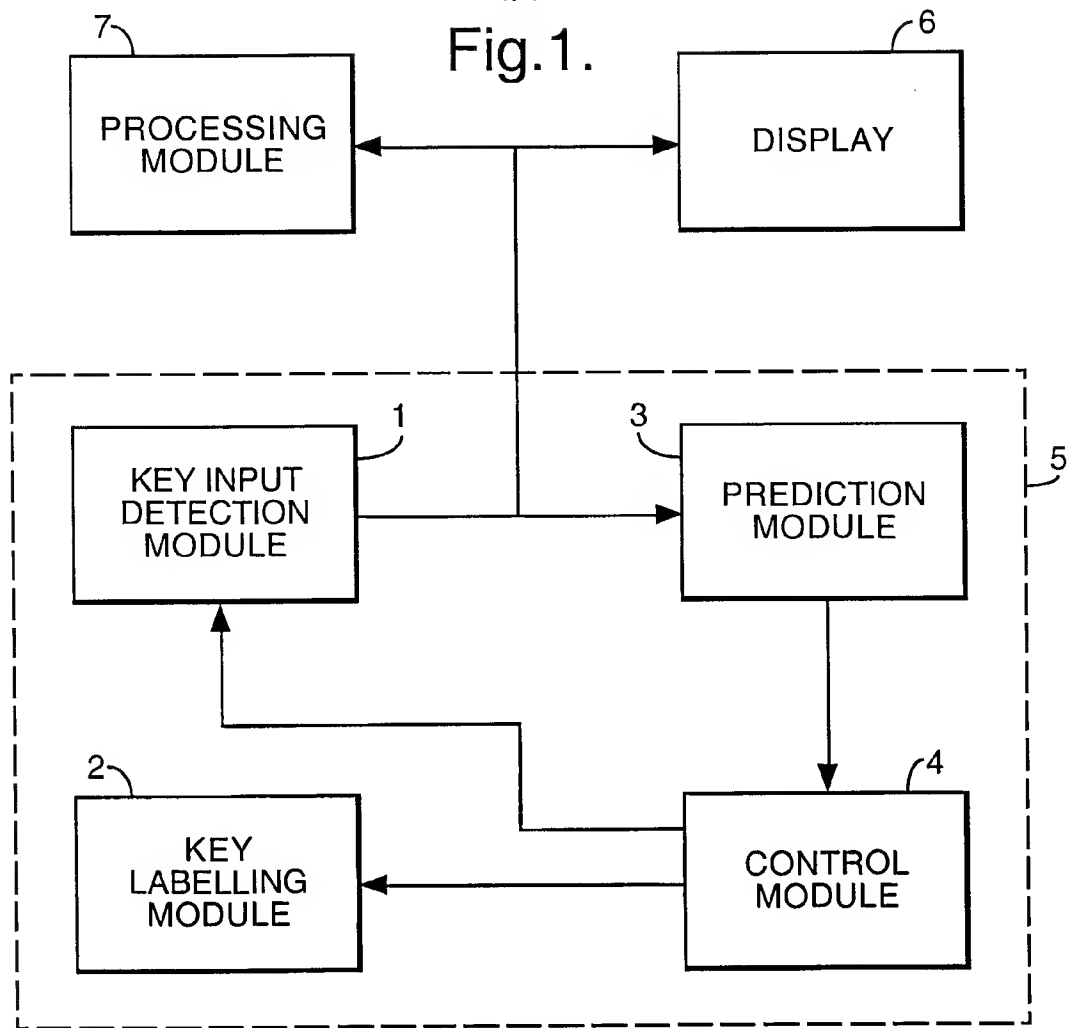 7
Fig.1.
6
PROCESSING
MODULE
DISPLAY
1
3
5
KEY INPUT
DETECTION
MODULE
PREDICTION
MODULE
2
4
KEY
LABELLING
MODULE
CONTROL
MODULE